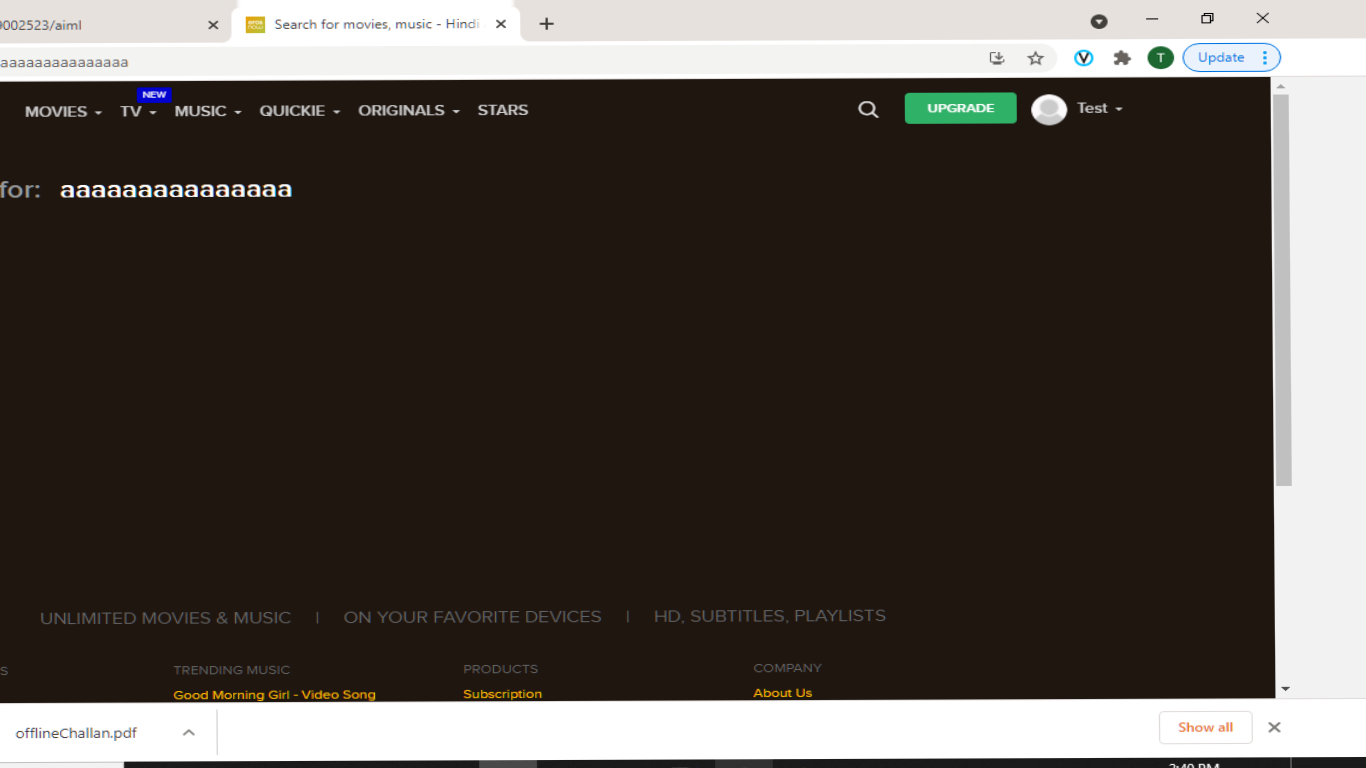 9002523/aiml
Search for movies, music - Hindi
aaaaaaaaaaaaaaa
T
Update
NEW
MOVIES TV MUSIC QUICKIE ORIGINALS STARS
UPGRADE
Test
for: aaaaaaaaaaaaaaa
UNLIMITED MOVIES & MUSIC | ON YOUR FAVORITE DEVICES | HD, SUBTITLES, PLAYLISTS
S TRENDING MUSIC PRODUCTS COMPANY
Good Morning Girl - Video Song Subscription About Us
offlineChallan.pdf
Show all